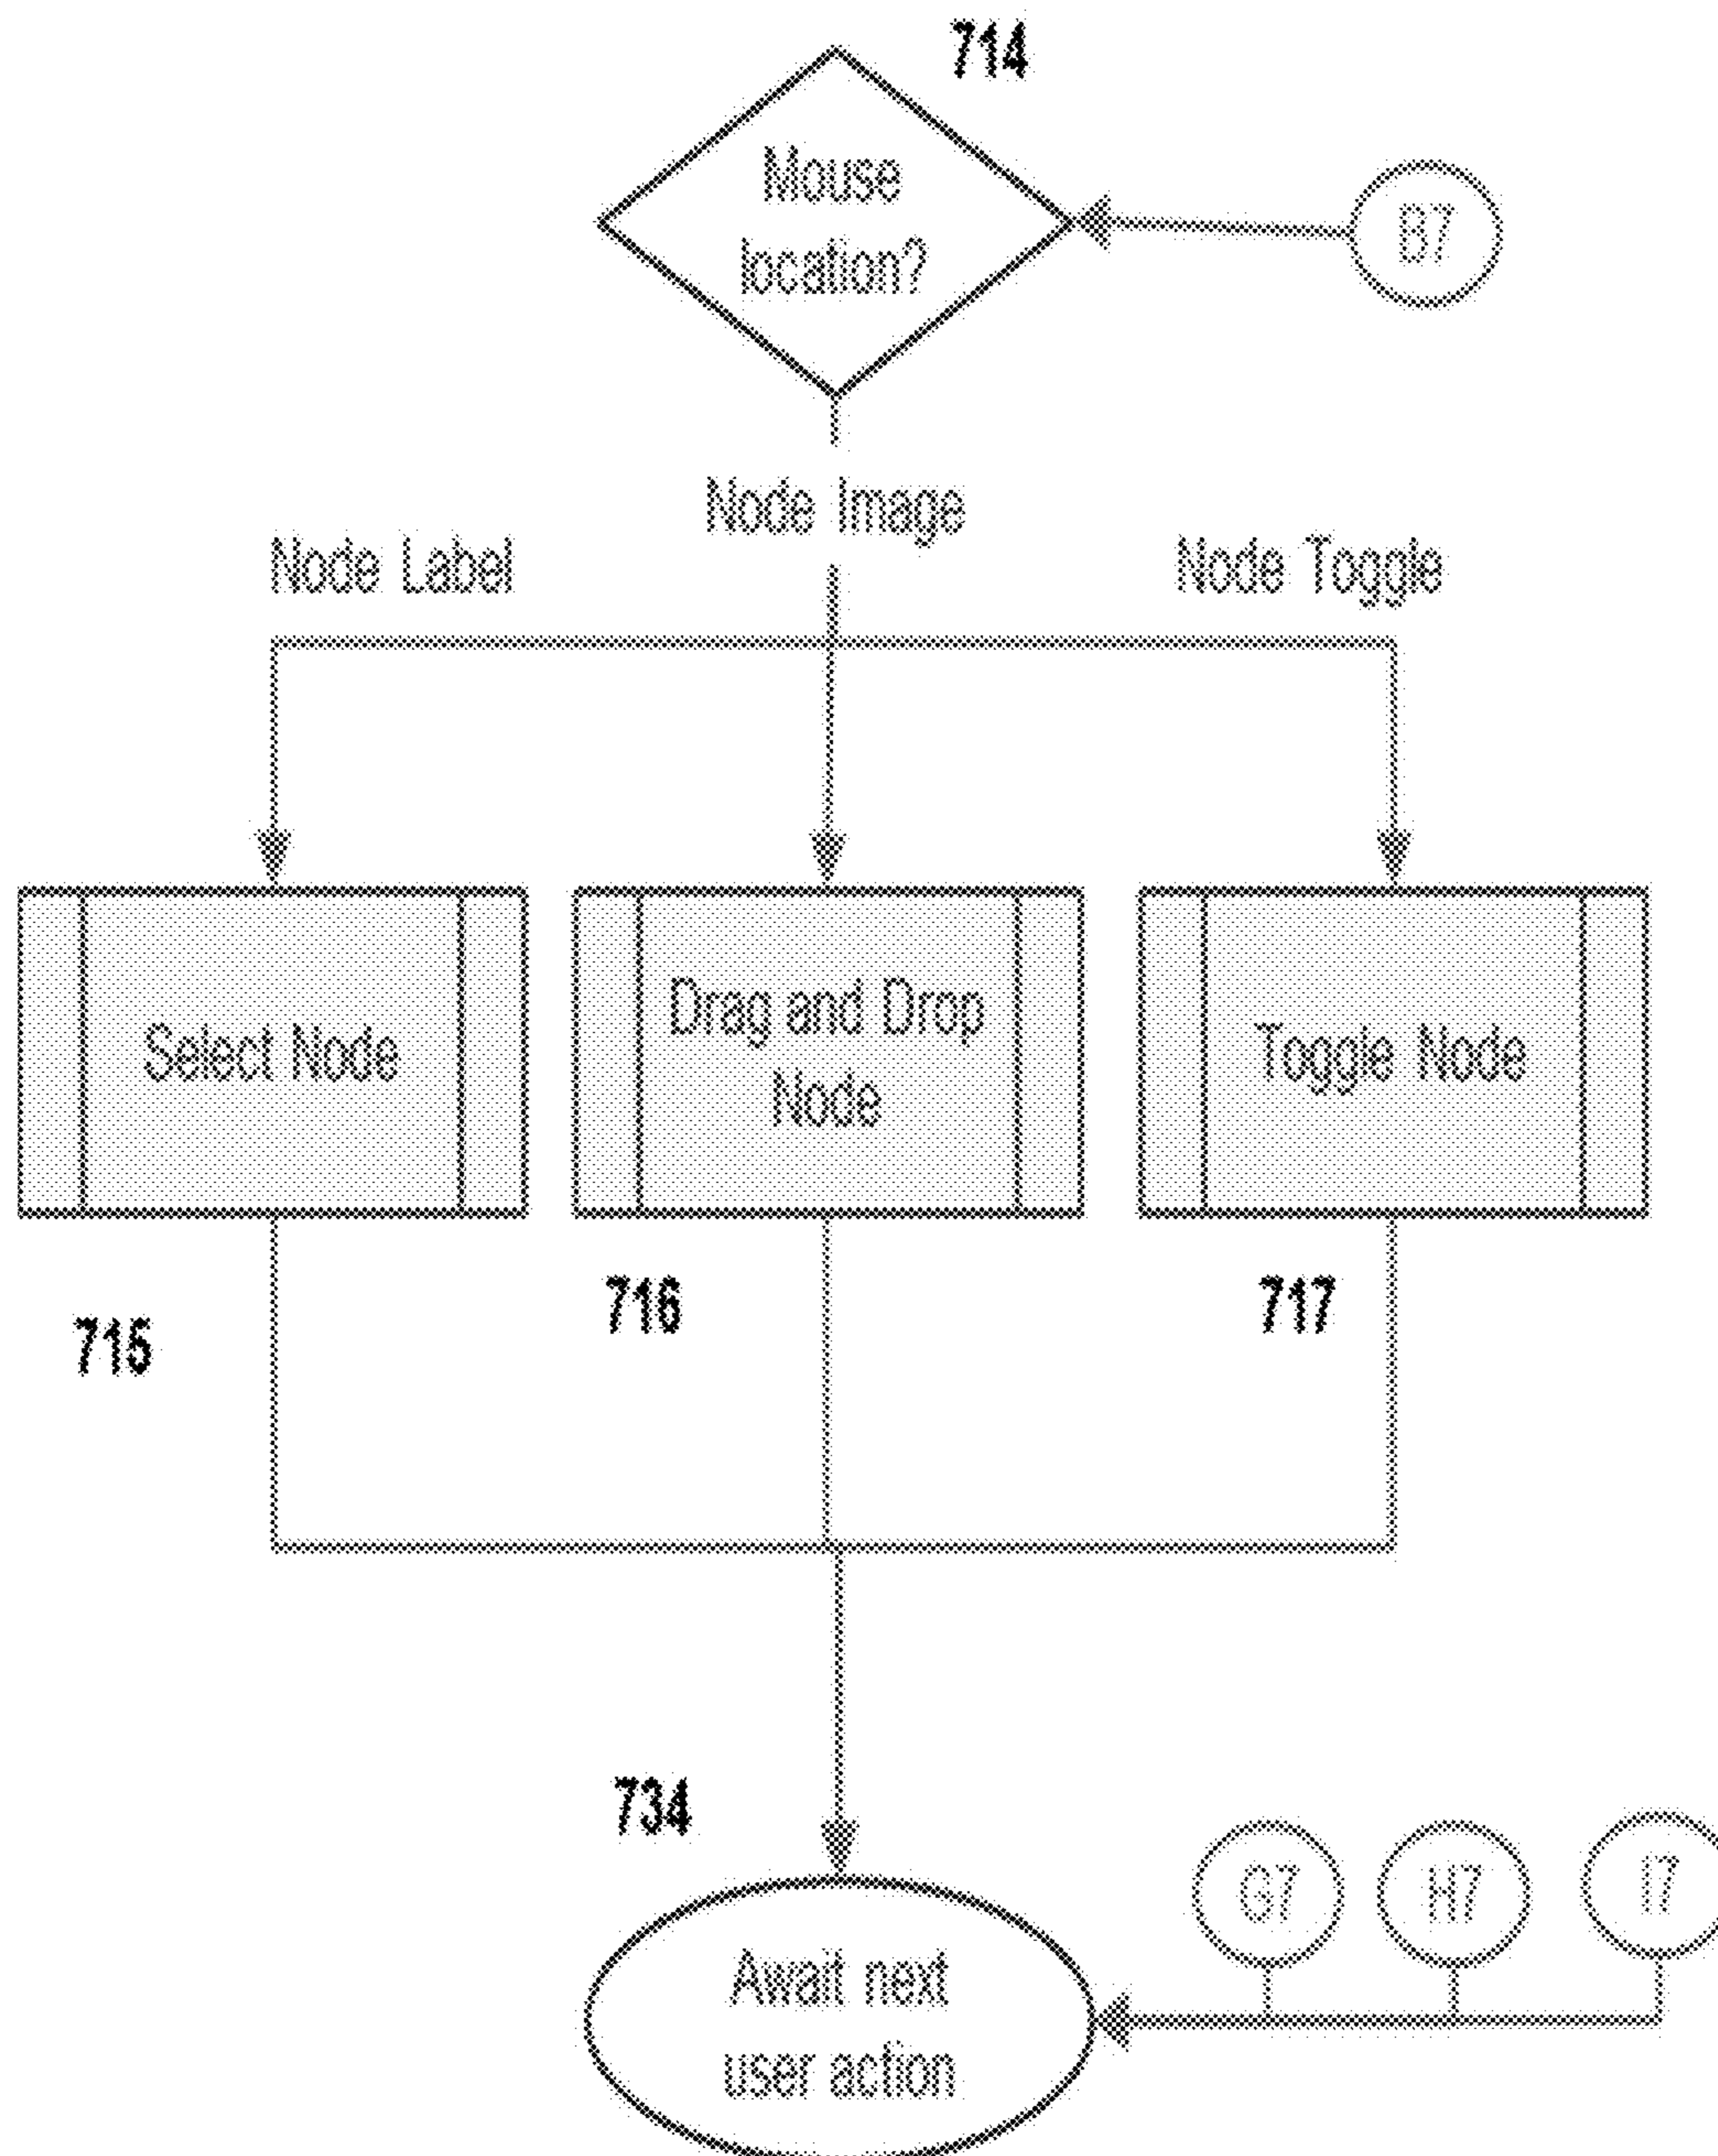 714
Mouse
location?
B7
Node Image
Node Label
Node Toggle
Select Node
Drag and Drop
Node
Toggle Node
715
716
717
734
G7
H7
I7
Await next
user action